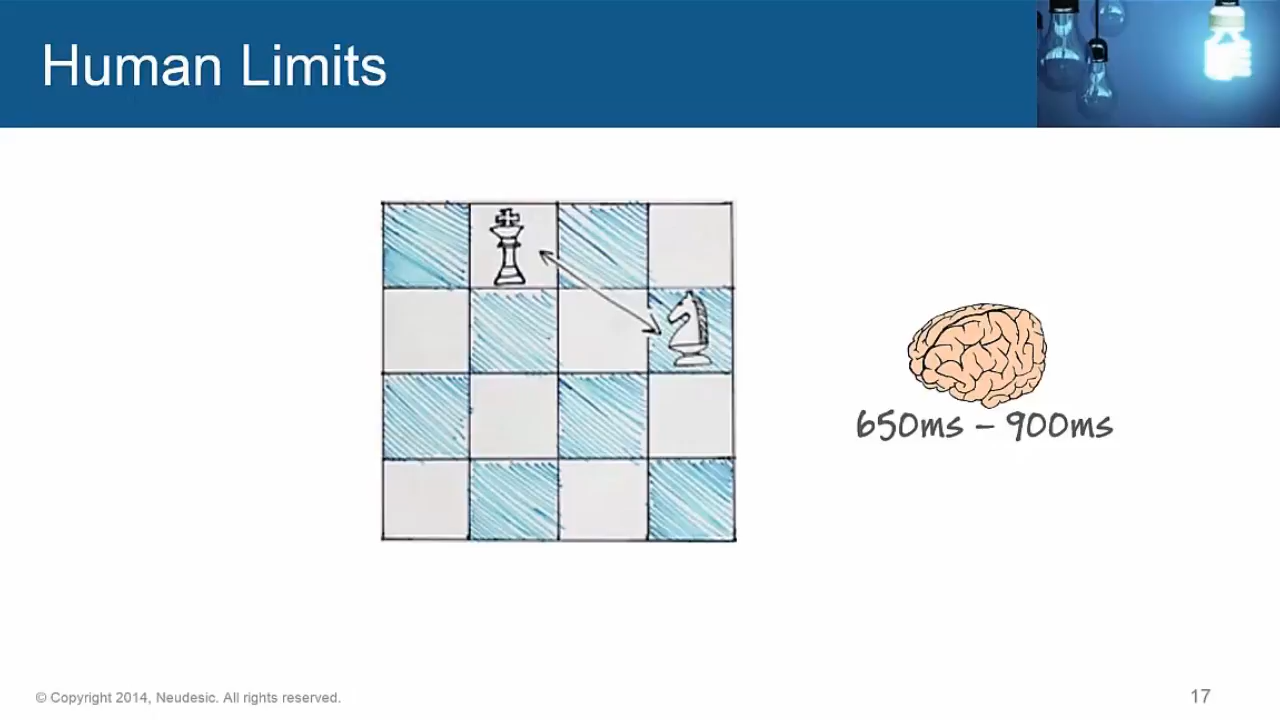 Human Limits
650ms – 900ms
© Copyright 2014, Neudesic. All rights reserved.
17